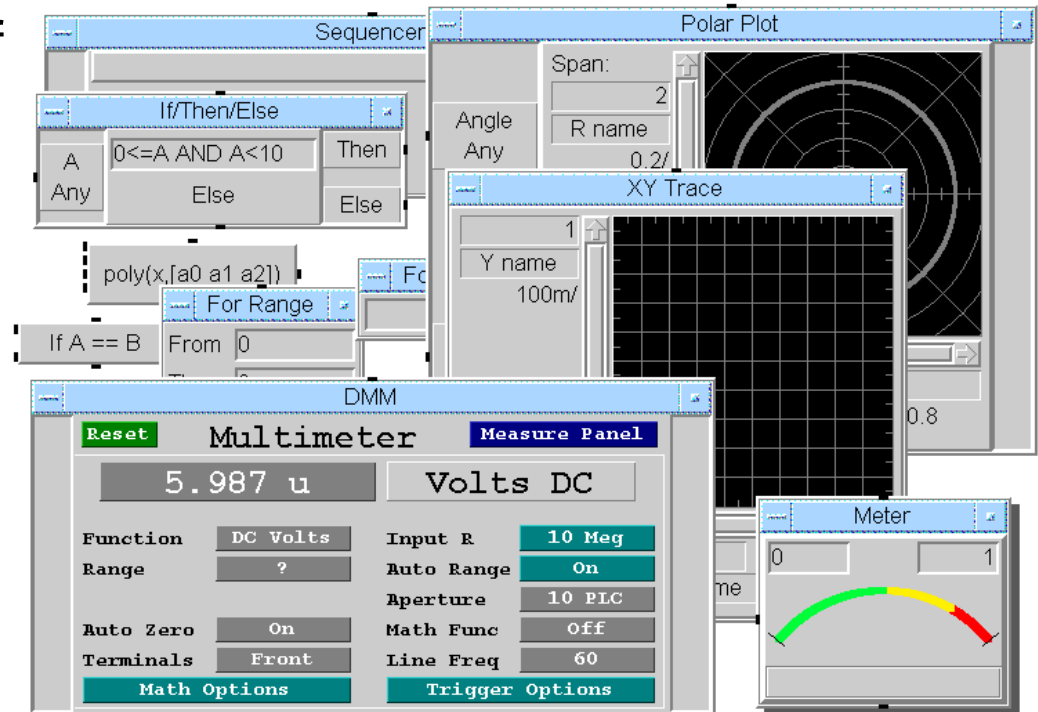 Sequencer
Polar Plot
Span:
2
R name
0.2/
Angle
Any
0.8
If/Then/Else
A
Any
0<=A AND A<10
Else
Then
Else
XY Trace
1
Y name
100m/
poly(x,[a0 a1 a2])
If A == B
For Range
From 0
DMM
Reset Multimeter Measure Panel
5.987 u Volts DC
Function DC Volts Input R 10 Meg
Range ? Auto Range On
Aperture 10 PLC
Auto Zero On Math Func Off
Terminals Front Line Freq 60
Math Options Trigger Options
Meter
0 1